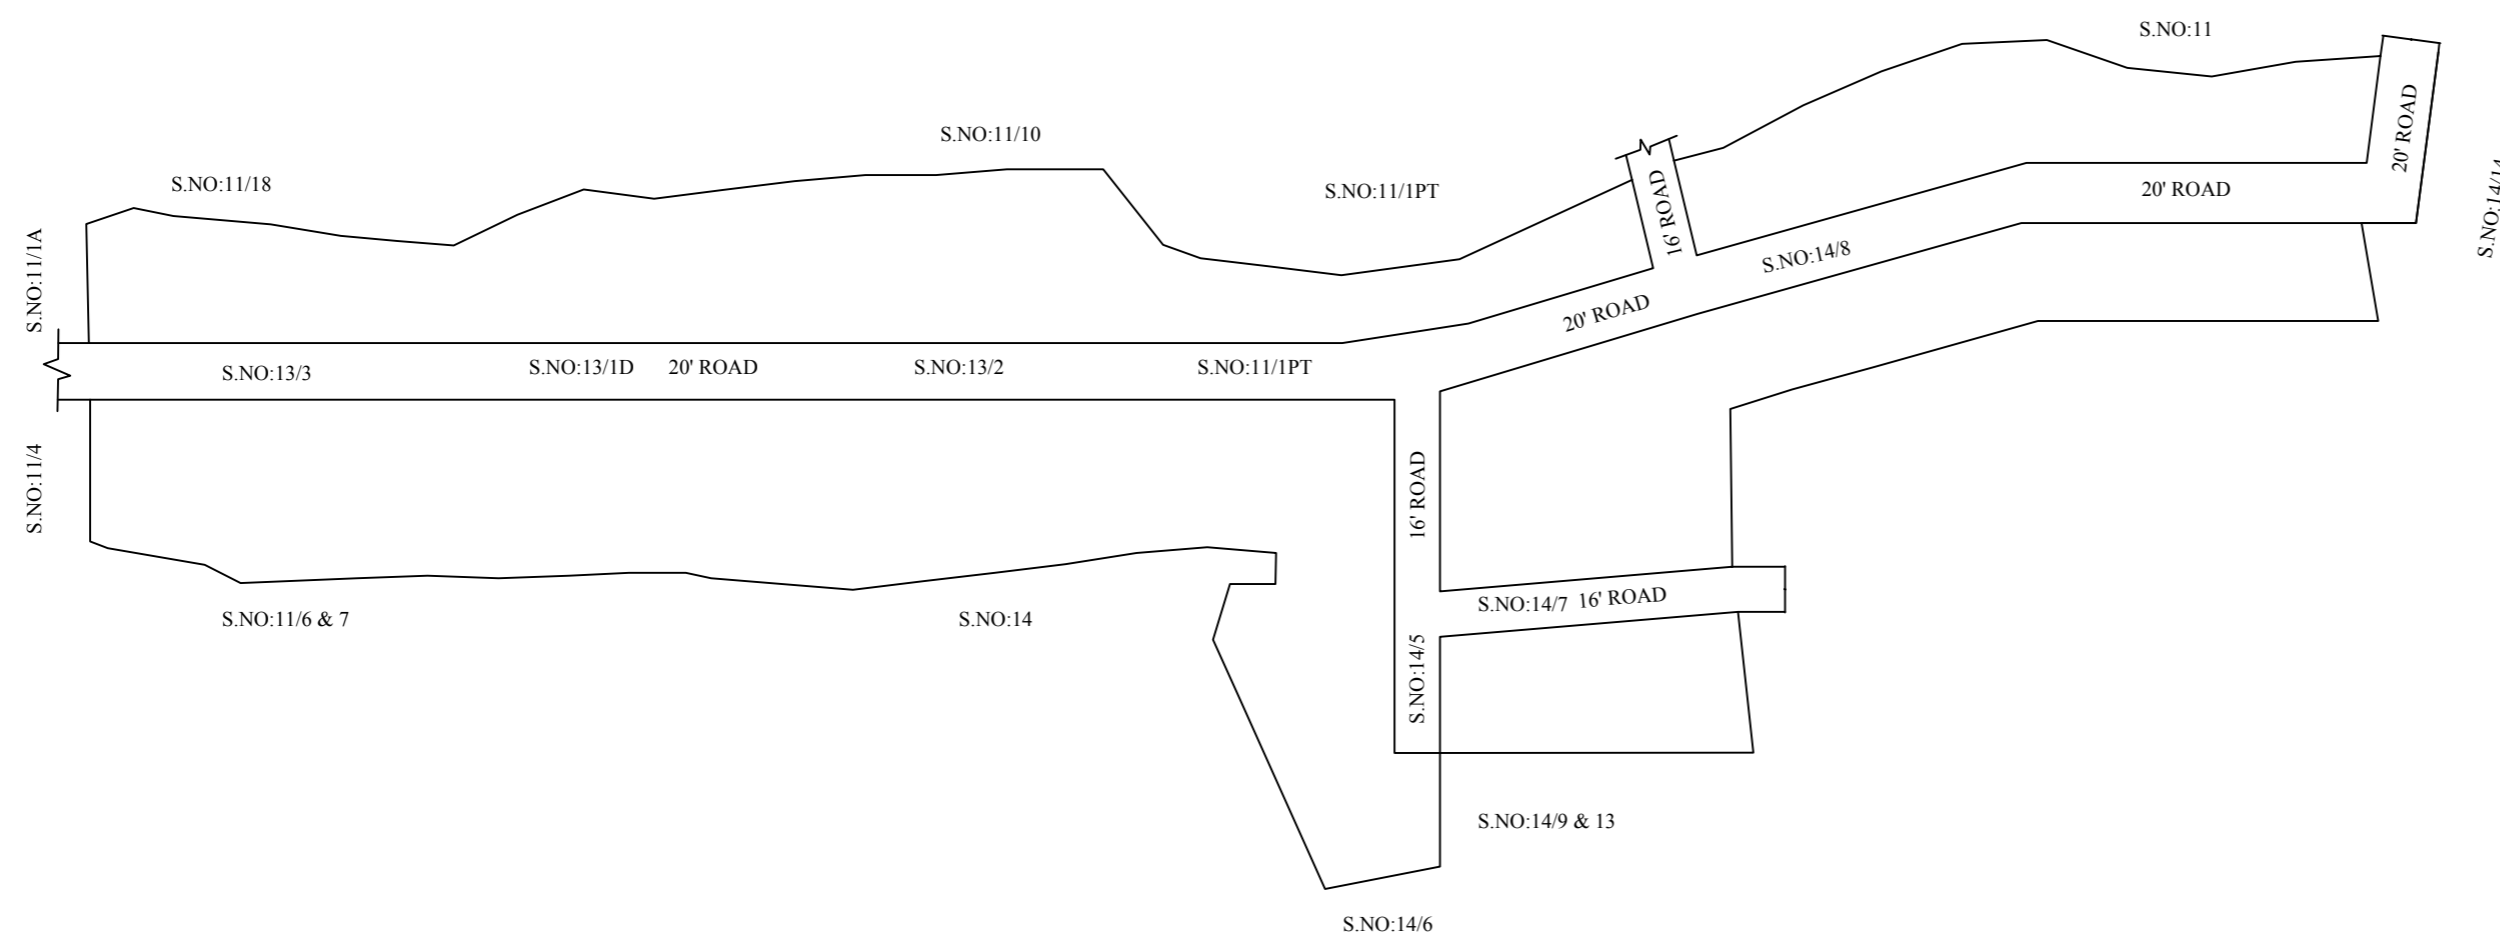 S.NO:11
S.NO:11/10
S.NO:11/18
S.NO:11/1PT
20' ROAD
20' ROAD
16' ROAD
S.NO:14/14
S.NO:14/8
S.NO:11/1A
20' ROAD
S.NO:13/3
S.NO:13/1D
20' ROAD
S.NO:13/2
S.NO:11/1PT
S.NO:11/4
16' ROAD
S.NO:14/7
16' ROAD
S.NO:11/6 & 7
S.NO:14
S.NO:14/5
S.NO:14/9 & 13
S.NO:14/6